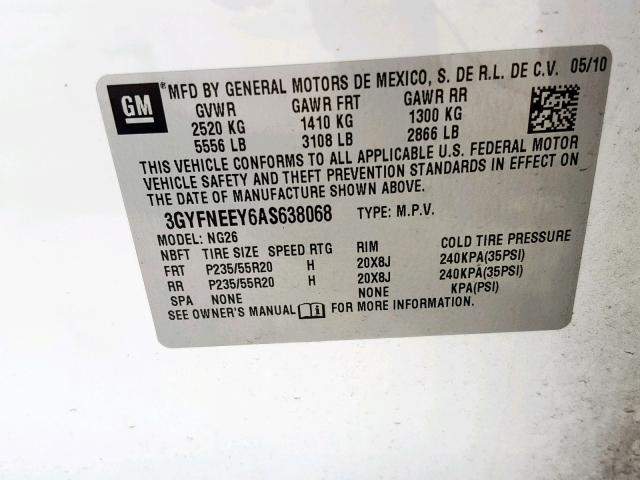 GM
® MFD BY GENERAL MOTORS DE MEXICO, S. DE R.L. DE C.V. 05/10
GVWR GAWR FRT GAWR RR
2520 KG 1410 KG 1300 KG
5556 LB 3108 LB 2866 LB
THIS VEHICLE CONFORMS TO ALL APPLICABLE U.S. FEDERAL MOTOR
VEHICLE SAFETY AND THEFT PREVENTION STANDARDS IN EFFECT ON
THE DATE OF MANUFACTURE SHOWN ABOVE.
3GYFNEEY6AS638068 TYPE: M.P.V.
MODEL: NG26
NBFT TIRE SIZE SPEED RTG RIM COLD TIRE PRESSURE
FRT P235/55R20 H 20X8J 240KPA(35PSI)
RR P235/55R20 H 20X8J 240KPA(35PSI)
SPA NONE NONE KPA(PSI)
SEE OWNER'S MANUAL i FOR MORE INFORMATION.